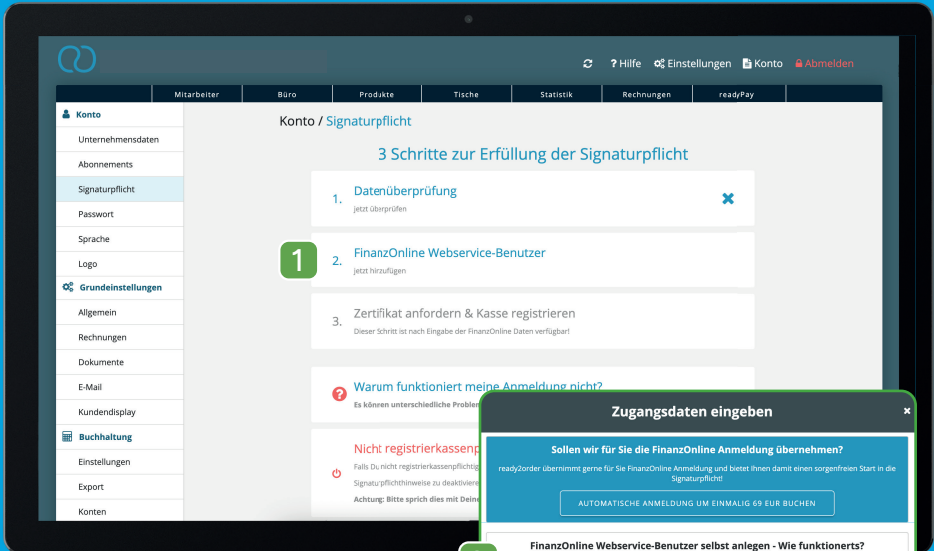 ? Hilfe Einstellungen Konto Abmelden
Mitarbeiter Büro Produkte Tische Statistik Rechnungen readyPay
Konto
Unternehmensdaten
Abonnements
Signaturpflicht
Passwort
Sprache
Logo
Grundeinstellungen
Allgemein
Rechnungen
Dokumente
E-Mail
Kundendisplay
Buchhaltung
Einstellungen
Export
Konten
Konto / Signaturpflicht
3 Schritte zur Erfüllung der Signaturpflicht
1. Datenüberprüfung
jetzt überprüfen
1
2. FinanzOnline Webservice-Benutzer
jetzt hinzufügen
3. Zertifikat anfordern & Kasse registrieren
Dieser Schritt ist nach Eingabe der FinanzOnline Daten verfügbar!
? Warum funktioniert meine Anmeldung nicht?
Es können unterschiedliche
Nicht
Falls Du nicht registrierkassenpflichtig
Signaturpflichthinweise zu
Achtung: Bitte sprich dies mit
Zugangsdaten eingeben
Sollen wir für Sie die FinanzOnline Anmeldung übernehmen?
ready2order übernimmt gerne für Sie FinanzOnline Anmeldung und bietet Ihnen damit einen sorgenfreien Start in die
Signaturpflicht!
AUTOMATISCHE ANMELDUNG UM EINMALIG 69 EUR BUCHEN
FinanzOnline Webservice-Benutzer selbst anlegen - Wie funktionierts?